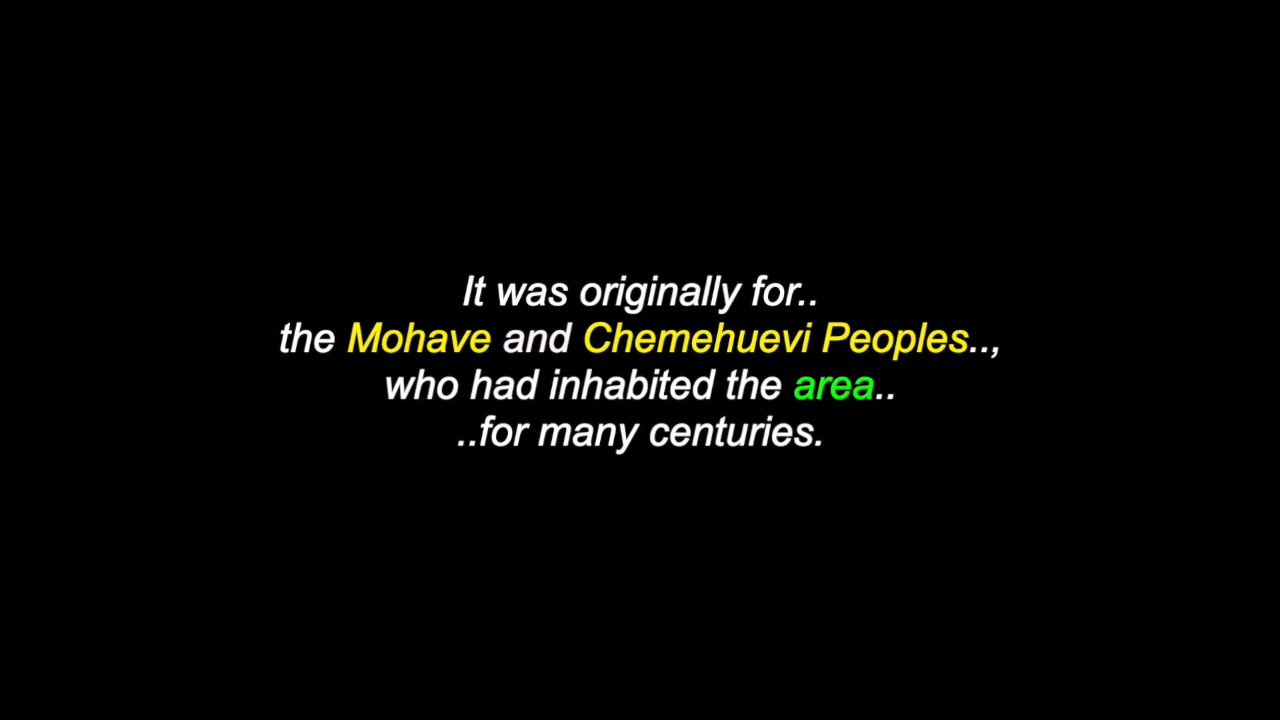 It was originally for..
the Mohave and Chemehuevi Peoples..,
who had inhabited the area..
..for many centuries.